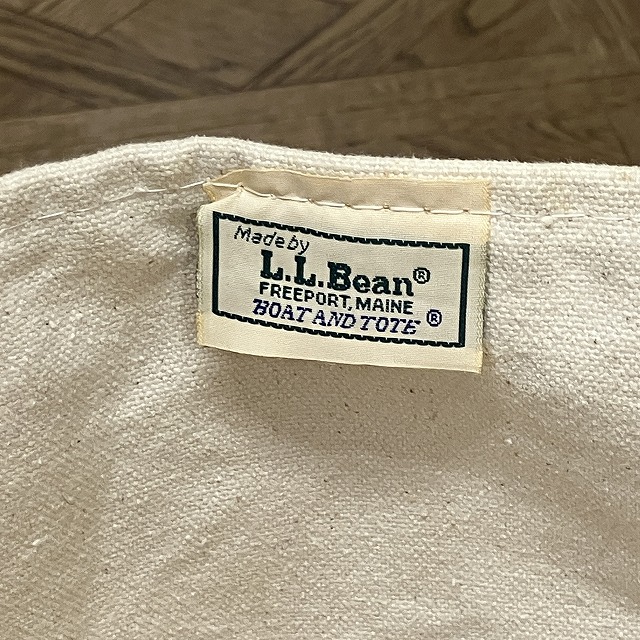 Made by
L.L.Bean®
FREEPORT, MAINE
BOAT AND TOTE ®